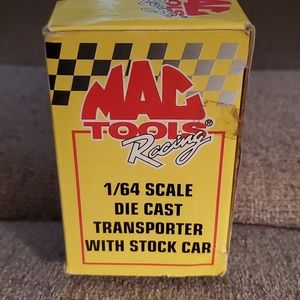 MAC
TOOLS®
Racing
1/64 SCALE
DIE CAST
TRANSPORTER
WITH STOCK CAR